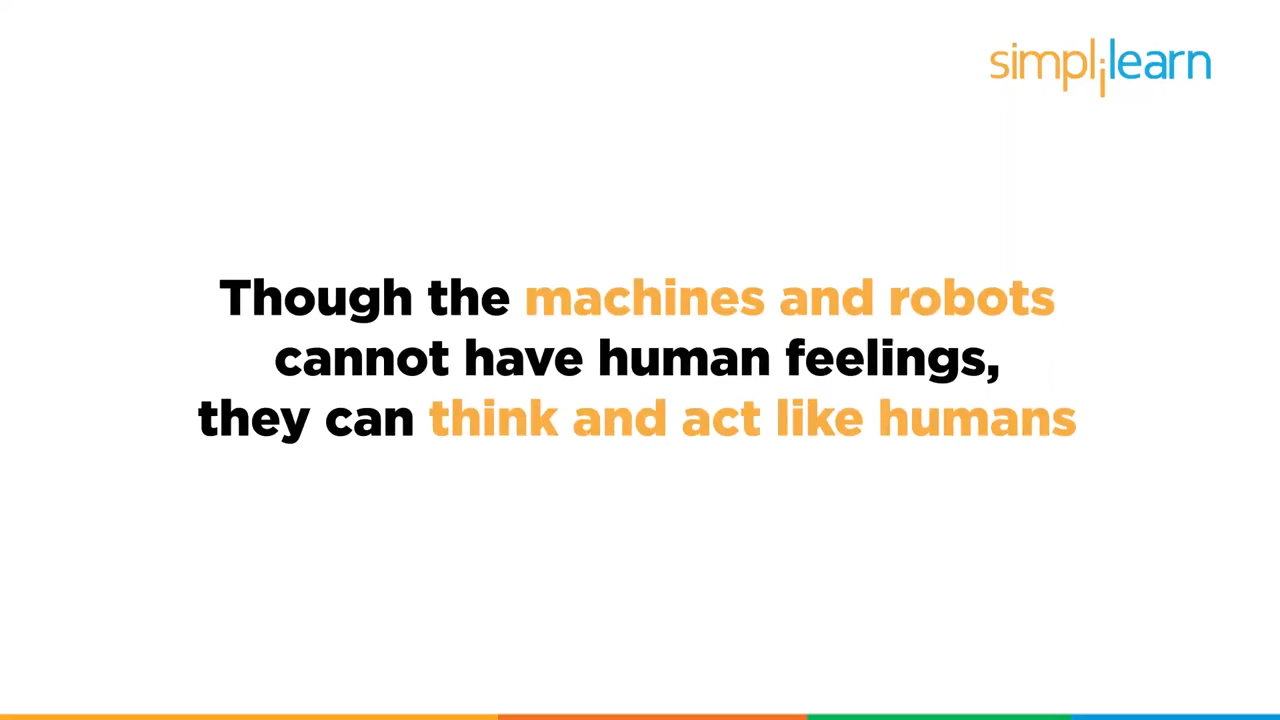 simplilearn
Though the machines and robots
cannot have human feelings,
they can think and act like humans